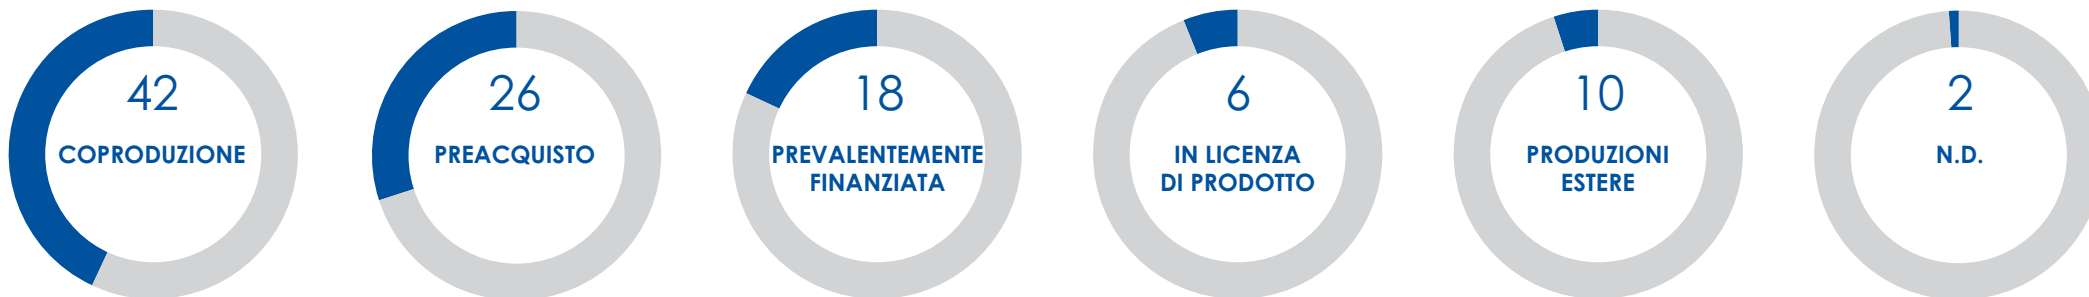 42
COPRODUZIONE
26
PREACQUISTO
18
PREVALENTEMENTE
FINANZIATA
6
IN LICENZA
DI PRODOTTO
10
PRODUZIONI
ESTERE
2
N.D.